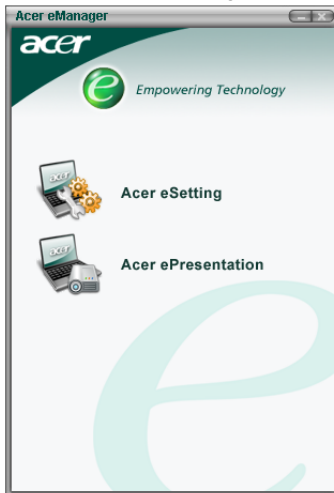 Acer eManager
acer
e Empowering Technology
Acer eSetting
Acer ePresentation
e